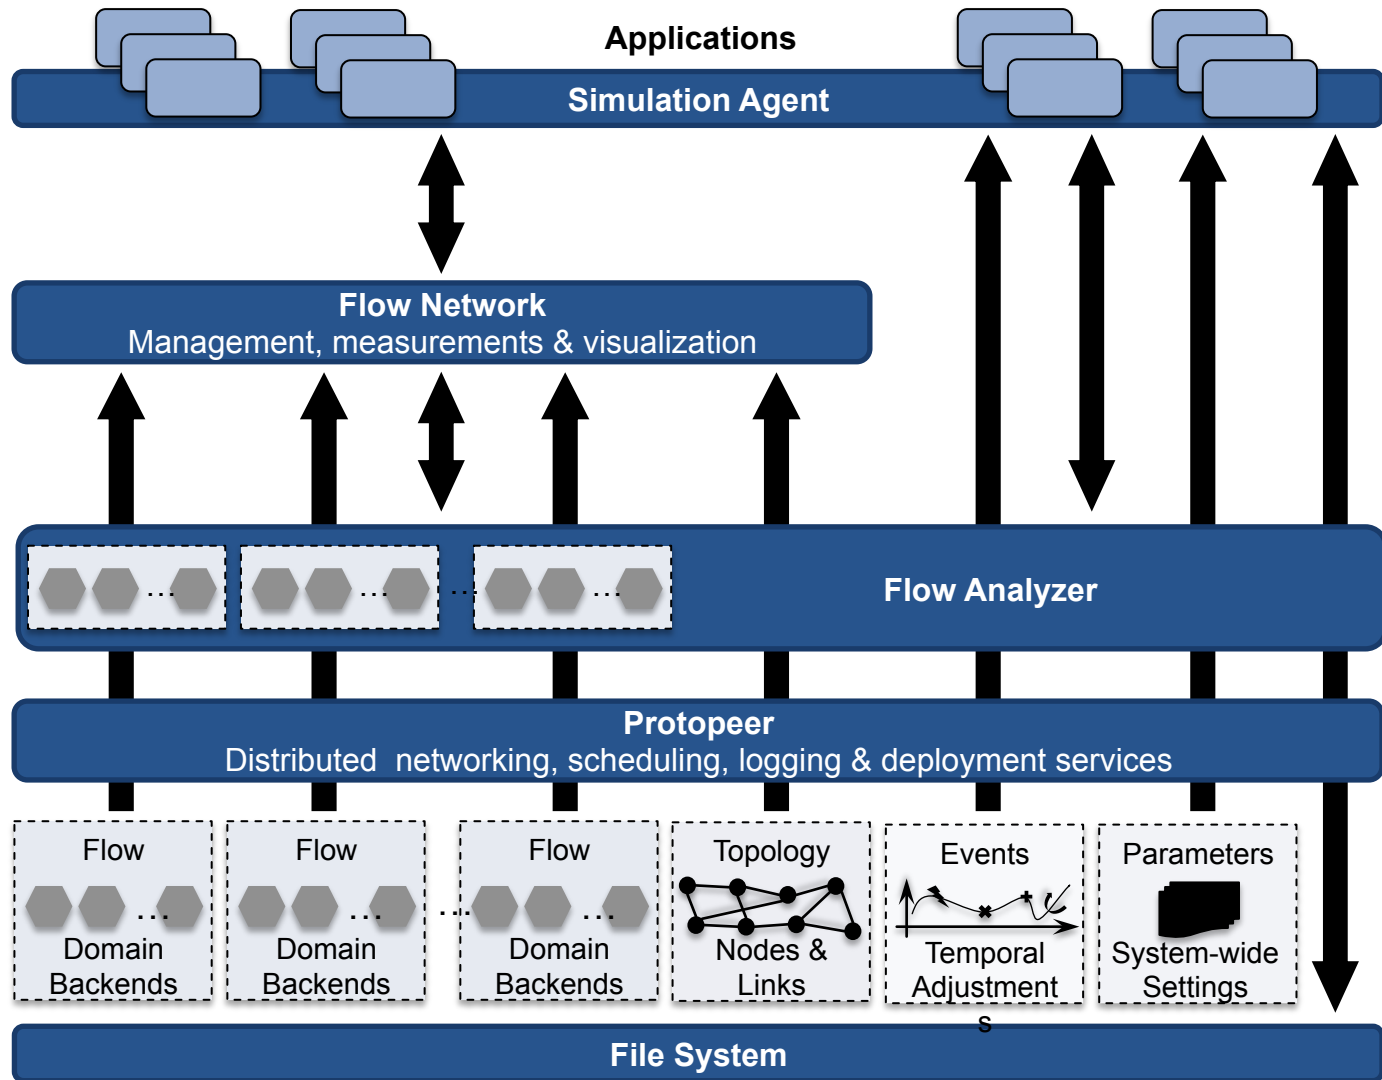 Applications
Simulation Agent
Flow Network
Management, measurements & visualization
...
...
...
...
Flow Analyzer
Protopeer
Distributed networking, scheduling, logging & deployment services
Flow
...
Domain
Backends
Flow
...
Domain
Backends
...
Flow
...
Domain
Backends
Topology
Nodes &
Links
Events
Temporal
Adjustment
s
Parameters
System-wide
Settings
File System